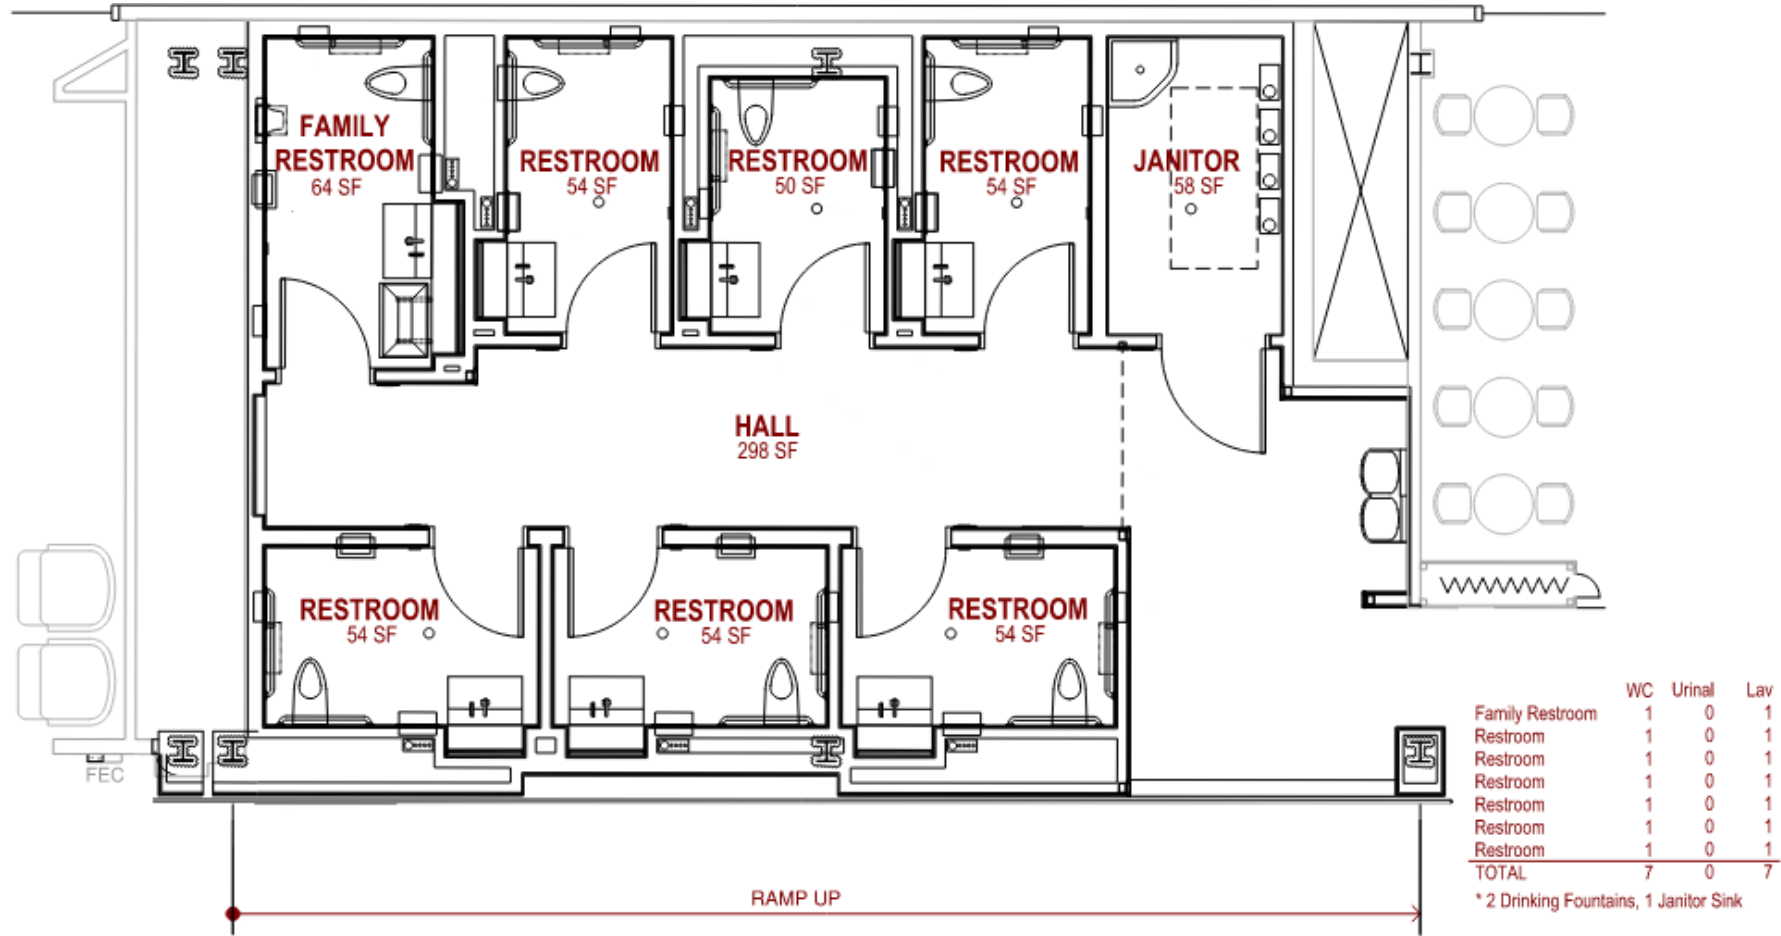 FAMILY
RESTROOM
64 SF
RESTROOM
54 SF
RESTROOM
50 SF
RESTROOM
54 SF
JANITOR
58 SF
HALL
298 SF
RESTROOM
54 SF
RESTROOM
54 SF
RESTROOM
54 SF
FEC
RAMP UP
WC Urinal Lav
Family Restroom 1 0 1
Restroom 1 0 1
Restroom 1 0 1
Restroom 1 0 1
Restroom 1 0 1
Restroom 1 0 1
Restroom 1 0 1
TOTAL 7 0 7
* 2 Drinking Fountains, 1 Janitor Sink